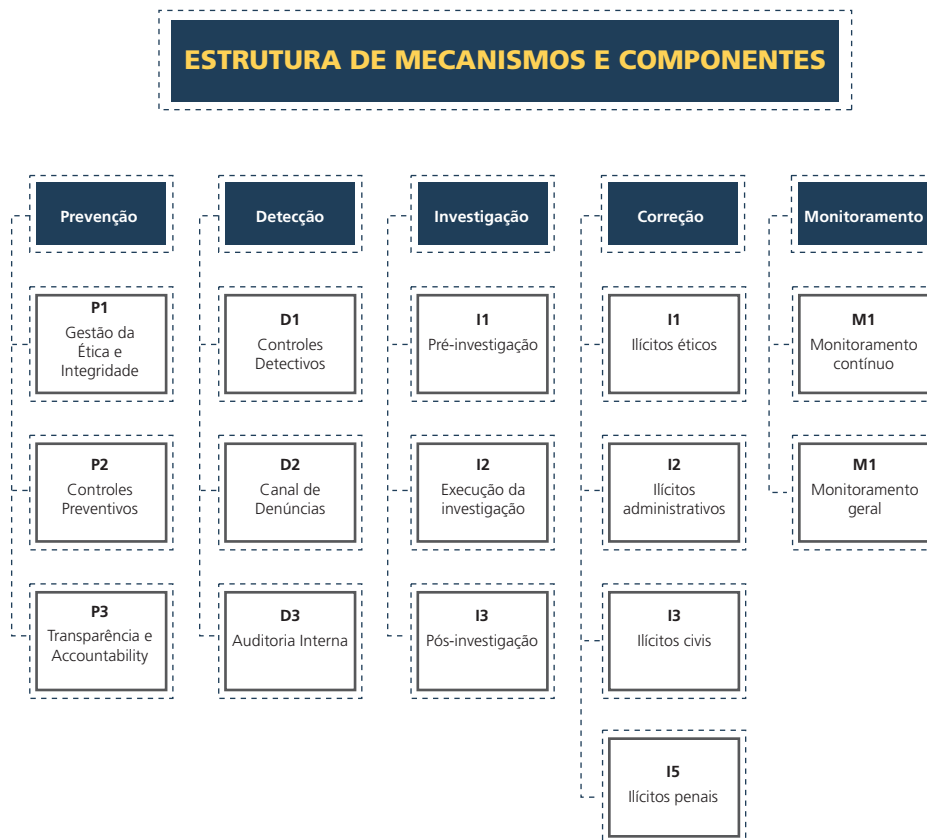 ESTRUTURA DE MECANISMOS E COMPONENTES
Prevenção
P1
Gestão da
Ética e
Integridade
P2
Controles
Preventivos
P3
Transparência e
Accountability
Detecção
D1
Controles
Detectivos
D2
Canal de
Denúncias
D3
Auditoria Interna
Investigação
I1
Pré-investigação
I2
Execução da
investigação
I3
Pós-investigação
Correção
I1
Ilícitos éticos
I2
Ilícitos
administrativos
I3
Ilícitos civis
I5
Ilícitos penais
Monitoramento
M1
Monitoramento
contínuo
M1
Monitoramento
geral